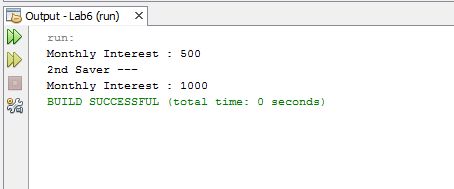 Output - Lab6 (run)
run:
Monthly Interest : 500
2nd Saver ---
Monthly Interest : 1000
BUILD SUCCESSFUL (total time: 0 seconds)